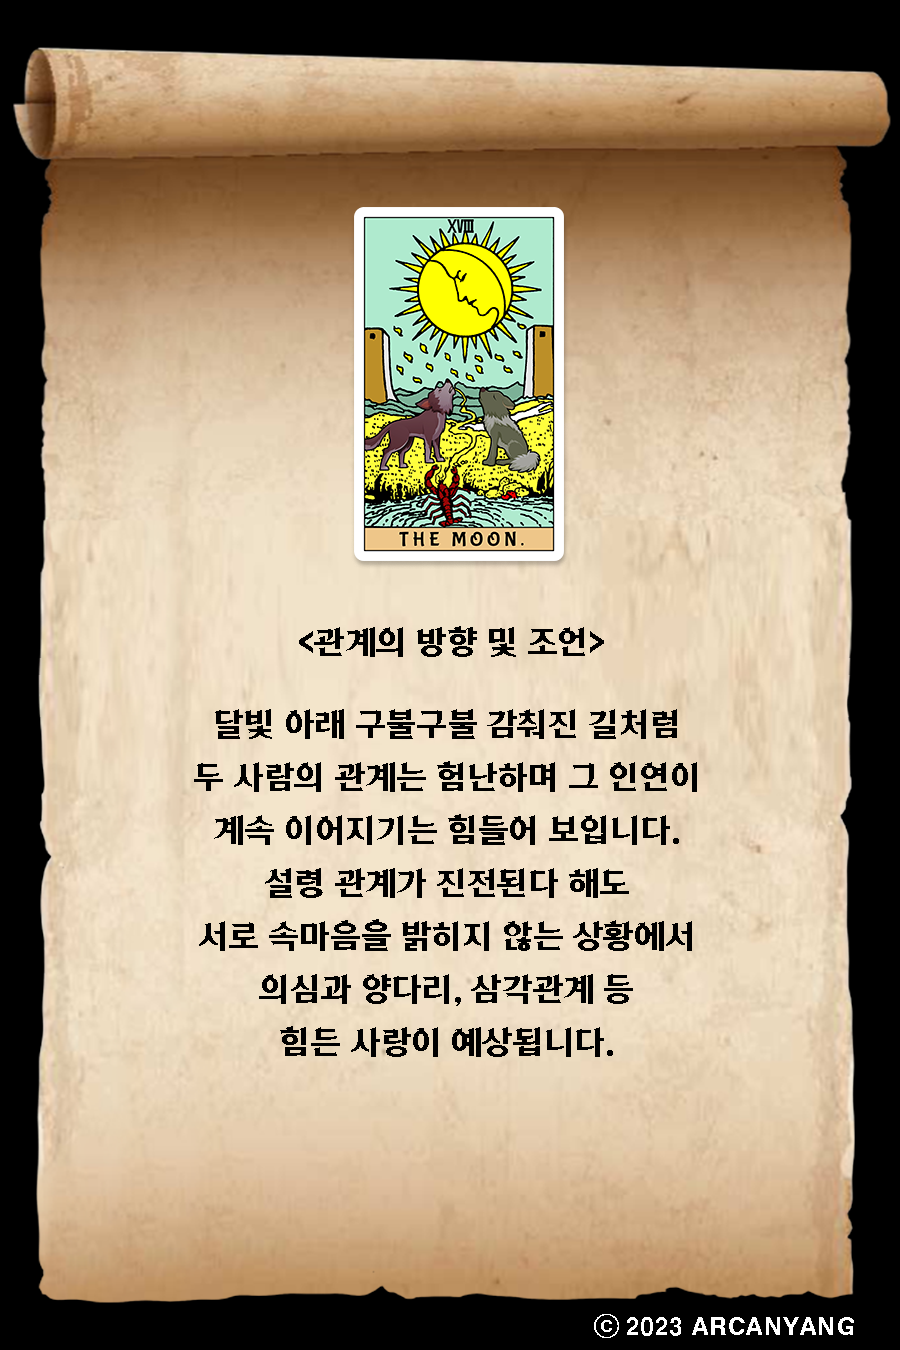 XVIII
THE MOON.
<관계의 방향 및 조언>
달빛 아래 구불구불 감춰진 길처럼
두 사람의 관계는 험난하며 그 인연이
계속 이어지기는 힘들어 보입니다.
설령 관계가 진전된다 해도
서로 속마음을 밝히지 않는 상황에서
의심과 양다리, 삼각관계 등
힘든 사랑이 예상됩니다.
ⓒ 2023 ARCANYANG